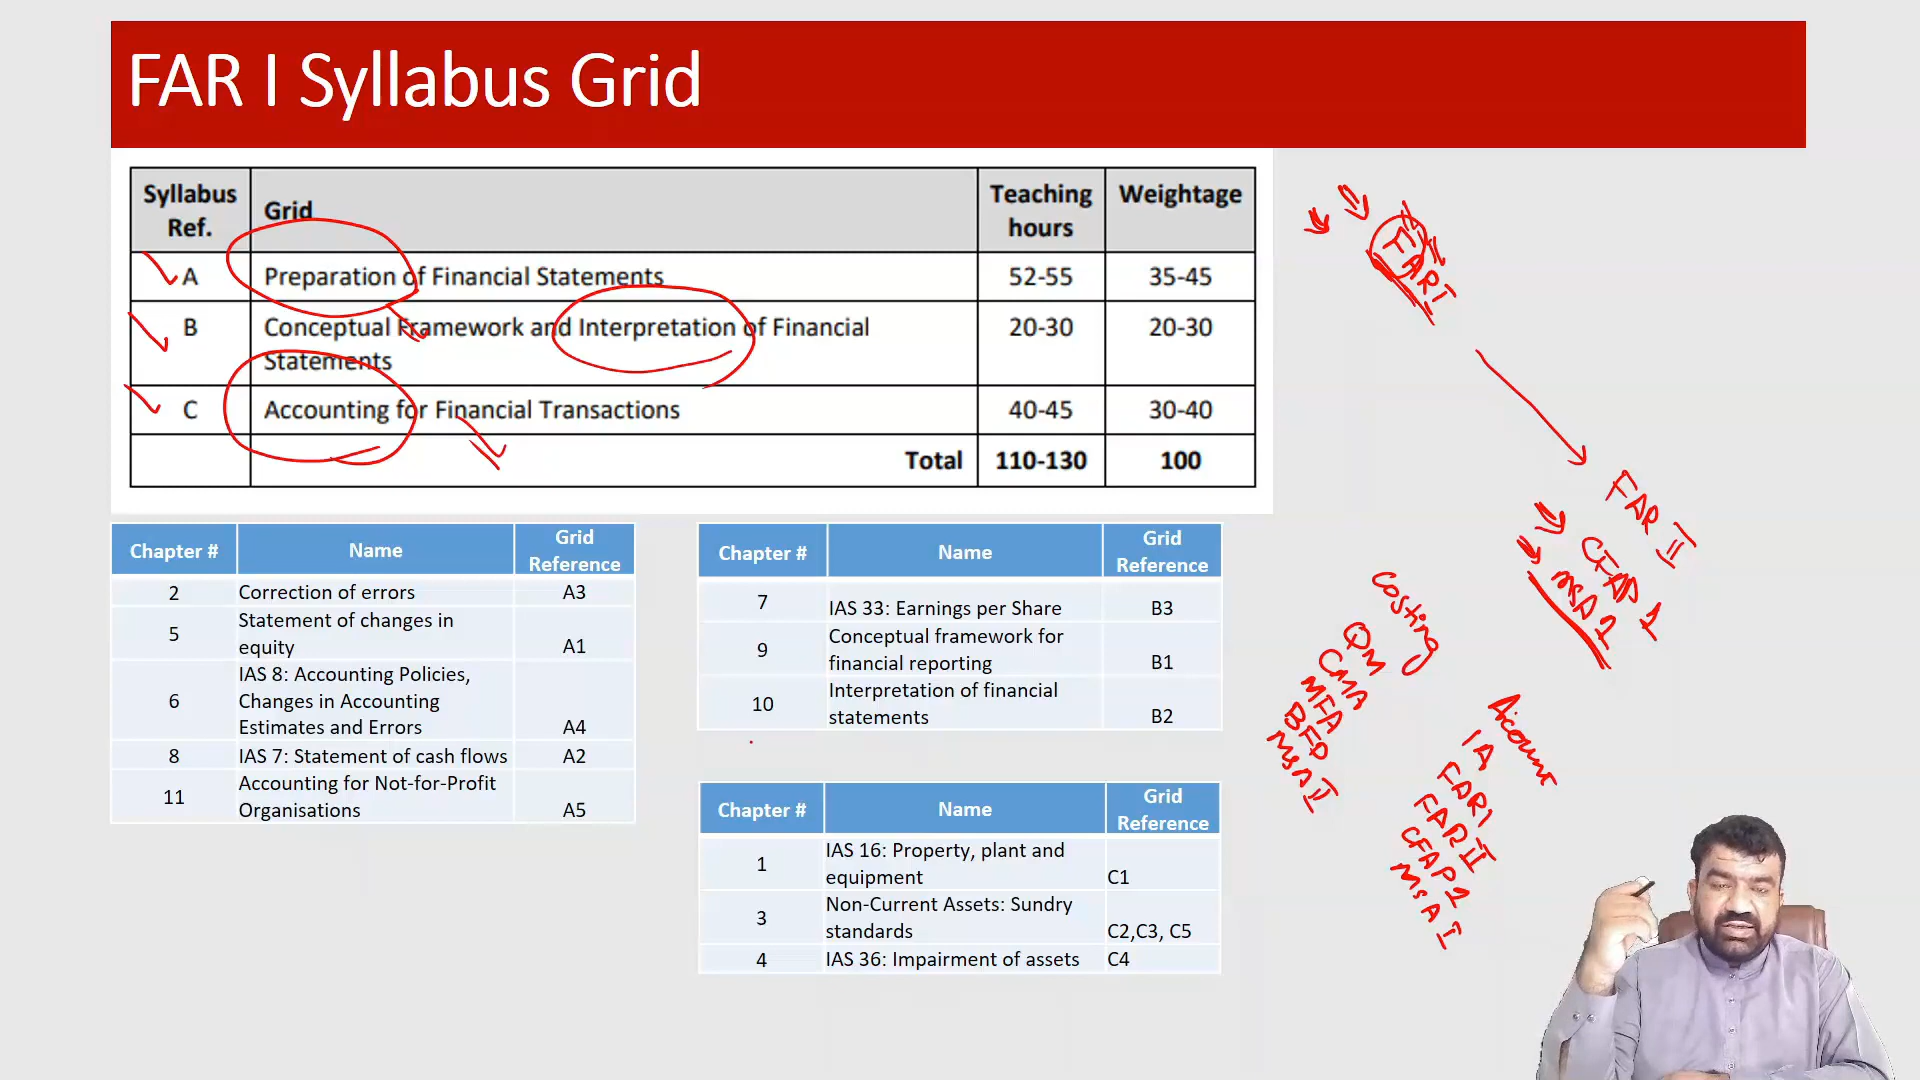 FAR I Syllabus Grid
Syllabus Ref. Grid Teaching hours Weightage
A Preparation of Financial Statements 52-55 35-45
B Conceptual Framework and Interpretation of Financial Statements 20-30 20-30
C Accounting for Financial Transactions 40-45 30-40
Total 110-130 100
Chapter # Name Grid Reference
2 Correction of errors A3
5 Statement of changes in equity A1
6 IAS 8: Accounting Policies, Changes in Accounting Estimates and Errors A4
8 IAS 7: Statement of cash flows A2
11 Accounting for Not-for-Profit Organisations A5
Chapter # Name Grid Reference
7 IAS 33: Earnings per Share B3
9 Conceptual framework for financial reporting B1
10 Interpretation of financial statements B2
Chapter # Name Grid Reference
1 IAS 16: Property, plant and equipment C1
3 Non-Current Assets: Sundry standards C2,C3, C5
4 IAS 36: Impairment of assets C4
FAR I
FAR II
MSA 2
Costing
QM
CMA
MFA
BFD
MSA II
IA
FAR I
FAR II
MSA I